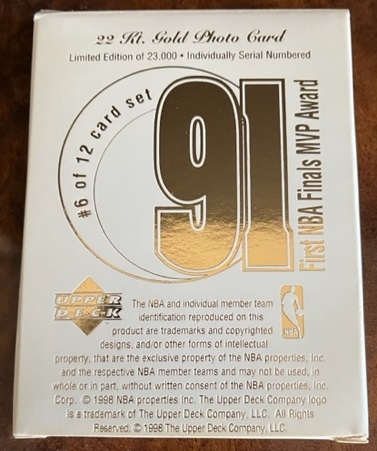 22 Kt. Gold Photo Card
Limited Edition of 23,000 • Individually Serial Numbered
#6 of 12 card set
91
First NBA Finals MVP Award
UPPER
DECK
NBA
The NBA and individual member team
identification reproduced on this
product are trademarks and copyrighted
designs, and/or other forms of intellectual
property, that are the exclusive property of the NBA properties, Inc.
and the respective NBA member teams and may not be used, in
whole or in part, without written consent of the NBA properties, Inc.
Corp. © 1998 NBA properties Inc. The Upper Deck Company logo
is a trademark of The Upper Deck Company, LLC. All Rights
Reserved. © 1998 The Upper Deck Company, LLC.